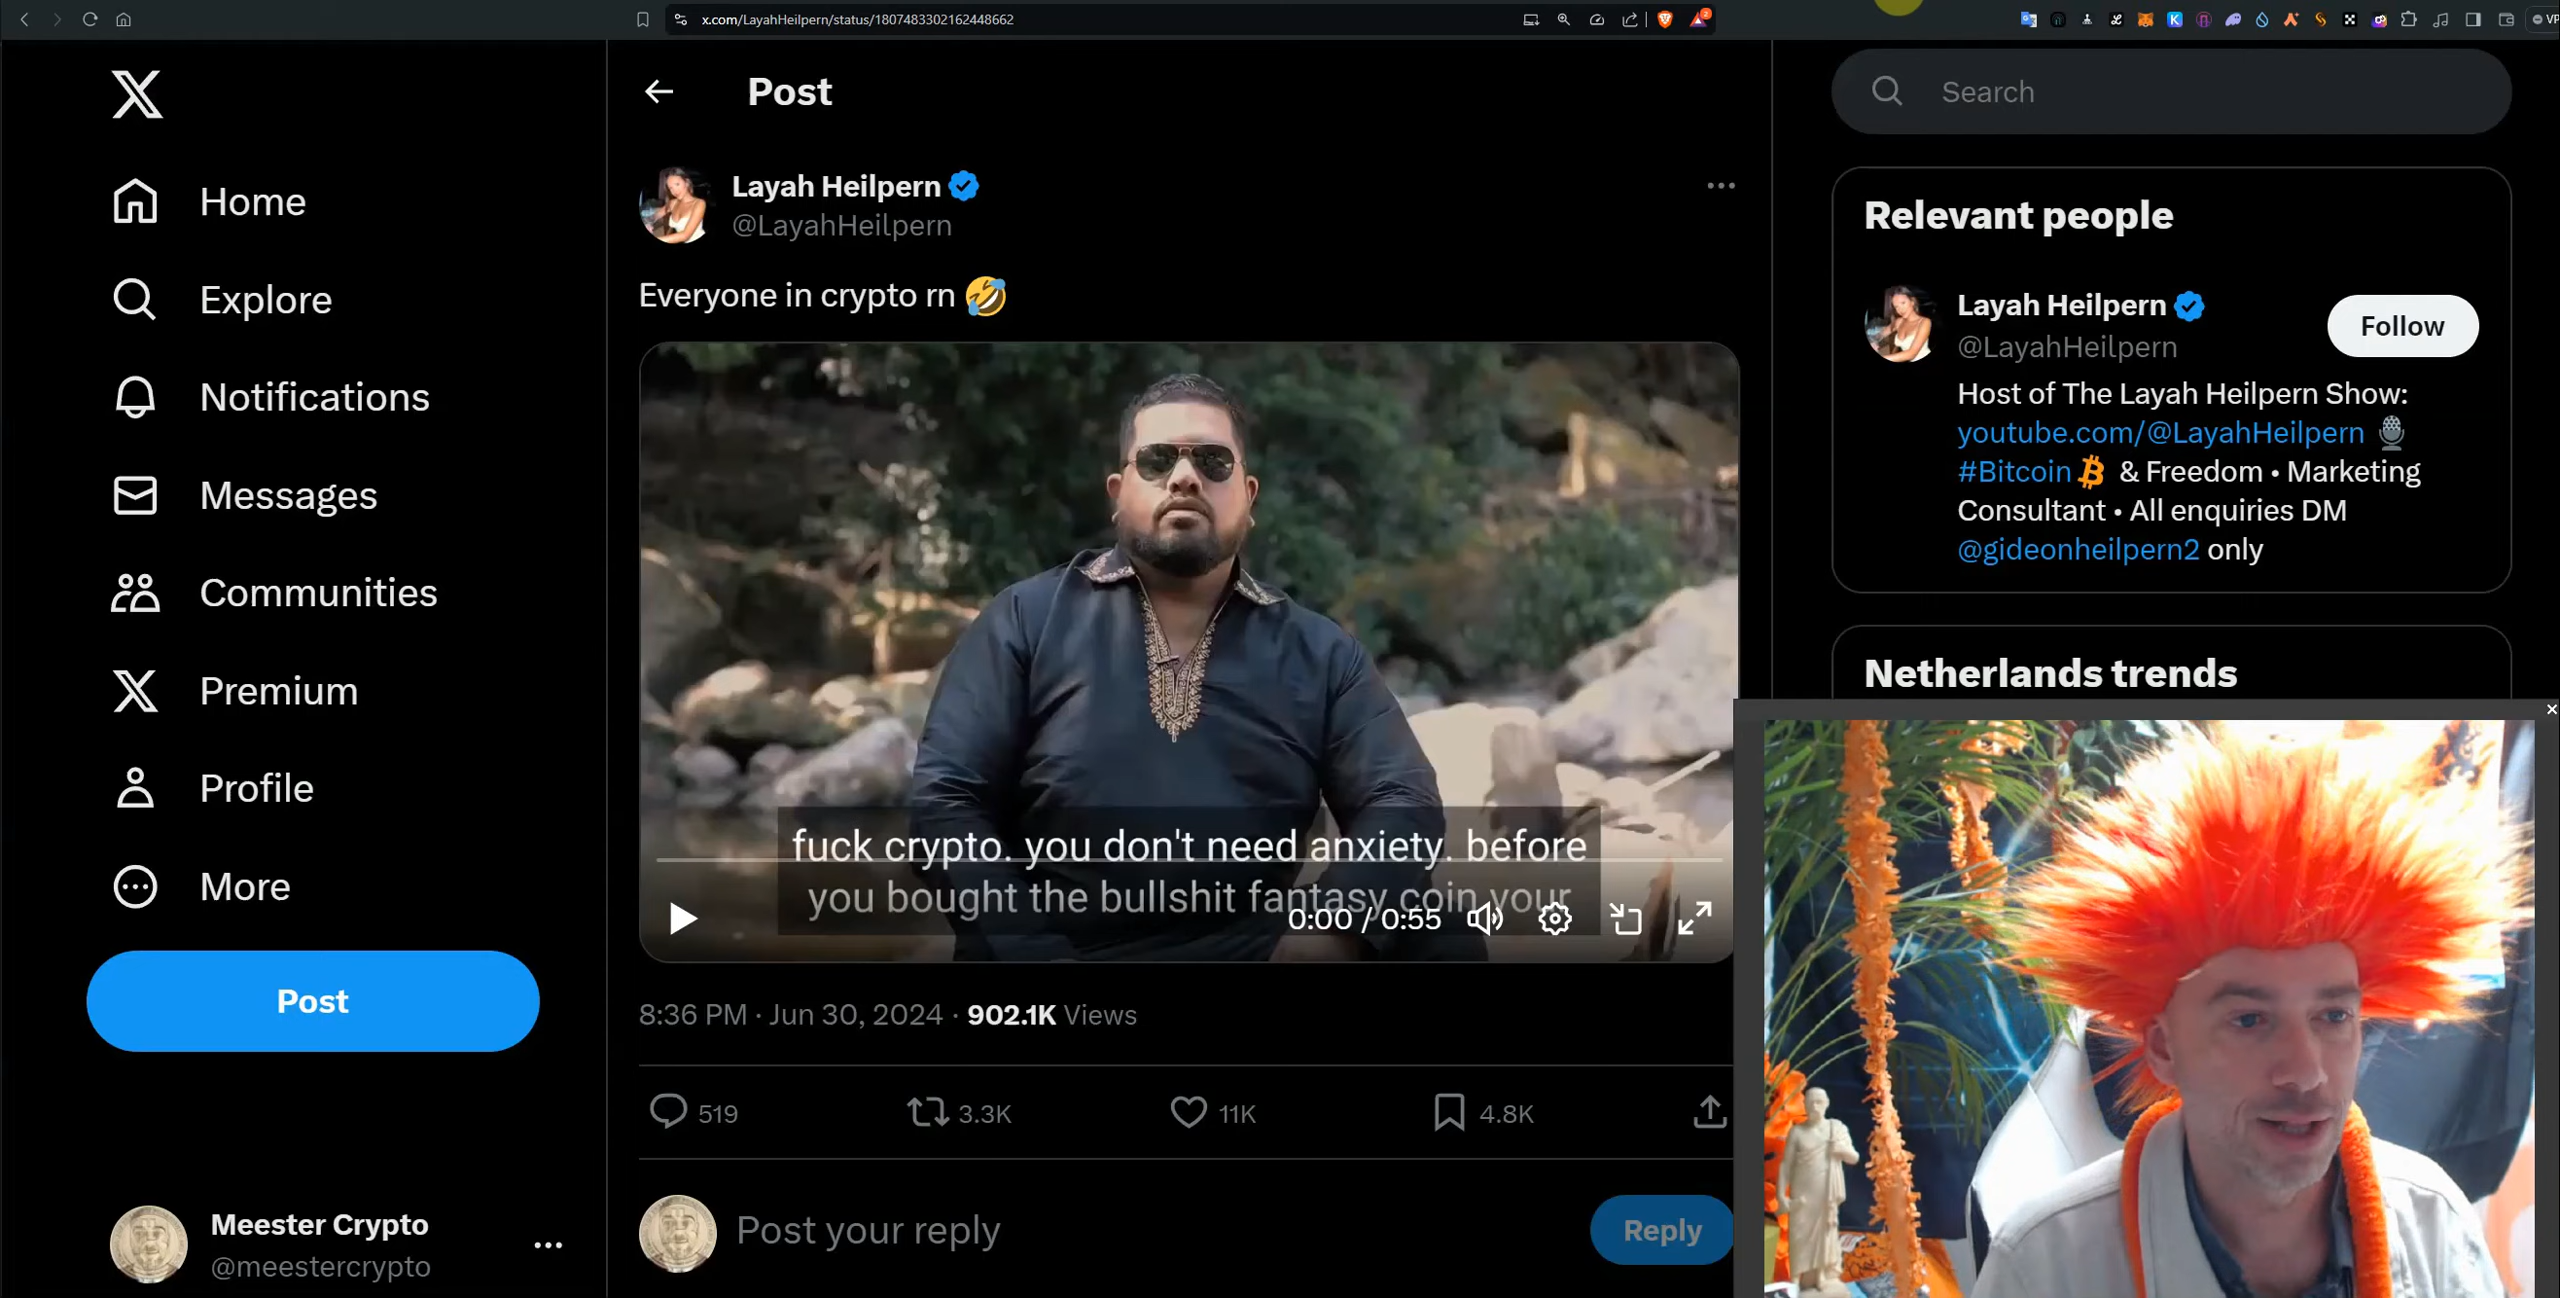 x.com/LayahHeilpern/status/1807483302162448662
Home
Explore
Notifications
Messages
Communities
Premium
Profile
More
Post
Meester Crypto
@meestercrypto
Post
Layah Heilpern
@LayahHeilpern
Everyone in crypto rn 🤣
fuck crypto. you don't need anxiety. before
you bought the bullshit fantasy coin your
0:00 / 0:55
8:36 PM · Jun 30, 2024 · 902.1K Views
519
3.3K
11K
4.8K
Post your reply
Reply
Search
Relevant people
Layah Heilpern
@LayahHeilpern
Follow
Host of The Layah Heilpern Show:
youtube.com/@LayahHeilpern 🎙️
#Bitcoin & Freedom • Marketing
Consultant • All enquiries DM
@gideonheilpern2 only
Netherlands trends